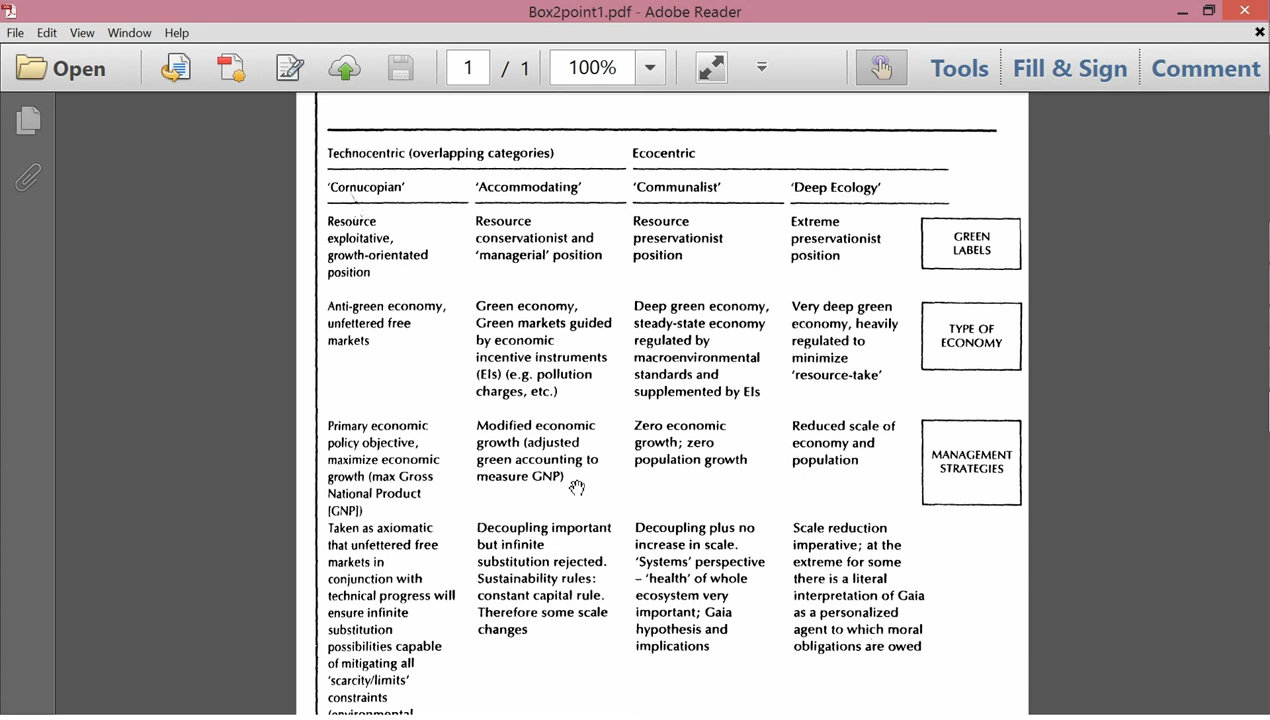 Box2point1.pdf - Adobe Reader
File Edit View Window Help
Open 1 / 1 100% Tools Fill & Sign Comment
Technocentric (overlapping categories) Ecocentric
'Cornucopian' 'Accommodating' 'Communalist' 'Deep Ecology'
Resource Resource Resource Extreme
exploitative, conservationist and preservationist preservationist
growth-orientated 'managerial' position position position
position
GREEN
LABELS
Anti-green economy, Green economy, Deep green economy, Very deep green
unfettered free Green markets guided steady-state economy economy, heavily
markets by economic regulated by regulated to
incentive instruments macroenvironmental minimize
(EIs) (e.g. pollution standards and 'resource-take'
charges, etc.) supplemented by EIs
TYPE OF
ECONOMY
Primary economic Modified economic Zero economic Reduced scale of
policy objective, growth (adjusted growth; zero economy and
maximize economic green accounting to population growth population
growth (max Gross measure GNP)
National Product
[GNP])
MANAGEMENT
STRATEGIES
Taken as axiomatic Decoupling important Decoupling plus no Scale reduction
that unfettered free but infinite increase in scale. imperative; at the
markets in substitution rejected. 'Systems' perspective extreme for some
conjunction with Sustainability rules: – 'health' of whole there is a literal
technical progress will constant capital rule. ecosystem very interpretation of Gaia
ensure infinite Therefore some scale important; Gaia as a personalized
substitution changes hypothesis and agent to which moral
possibilities capable implications obligations are owed
of mitigating all
'scarcity/limits'
constraints
(environmental